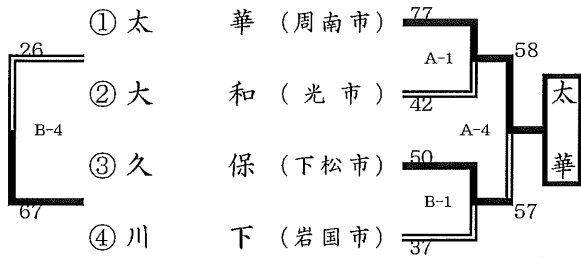 ① 太 華 (周南市) 77
26
A-1
58
② 大 和 (光市) 42
B-4
A-4
太華
③ 久 保 (下松市) 50
67
B-1
57
④ 川 下 (岩国市) 37